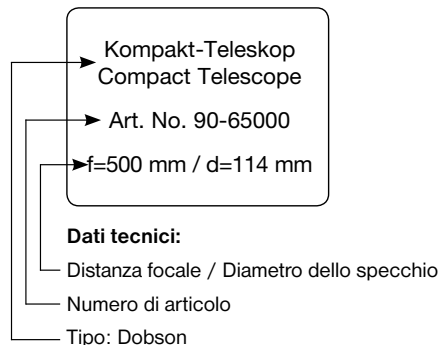 Kompakt-Teleskop
Compact Telescope
Art. No. 90-65000
f=500 mm / d=114 mm
Dati tecnici:
Distanza focale / Diametro dello specchio
Numero di articolo
Tipo: Dobson